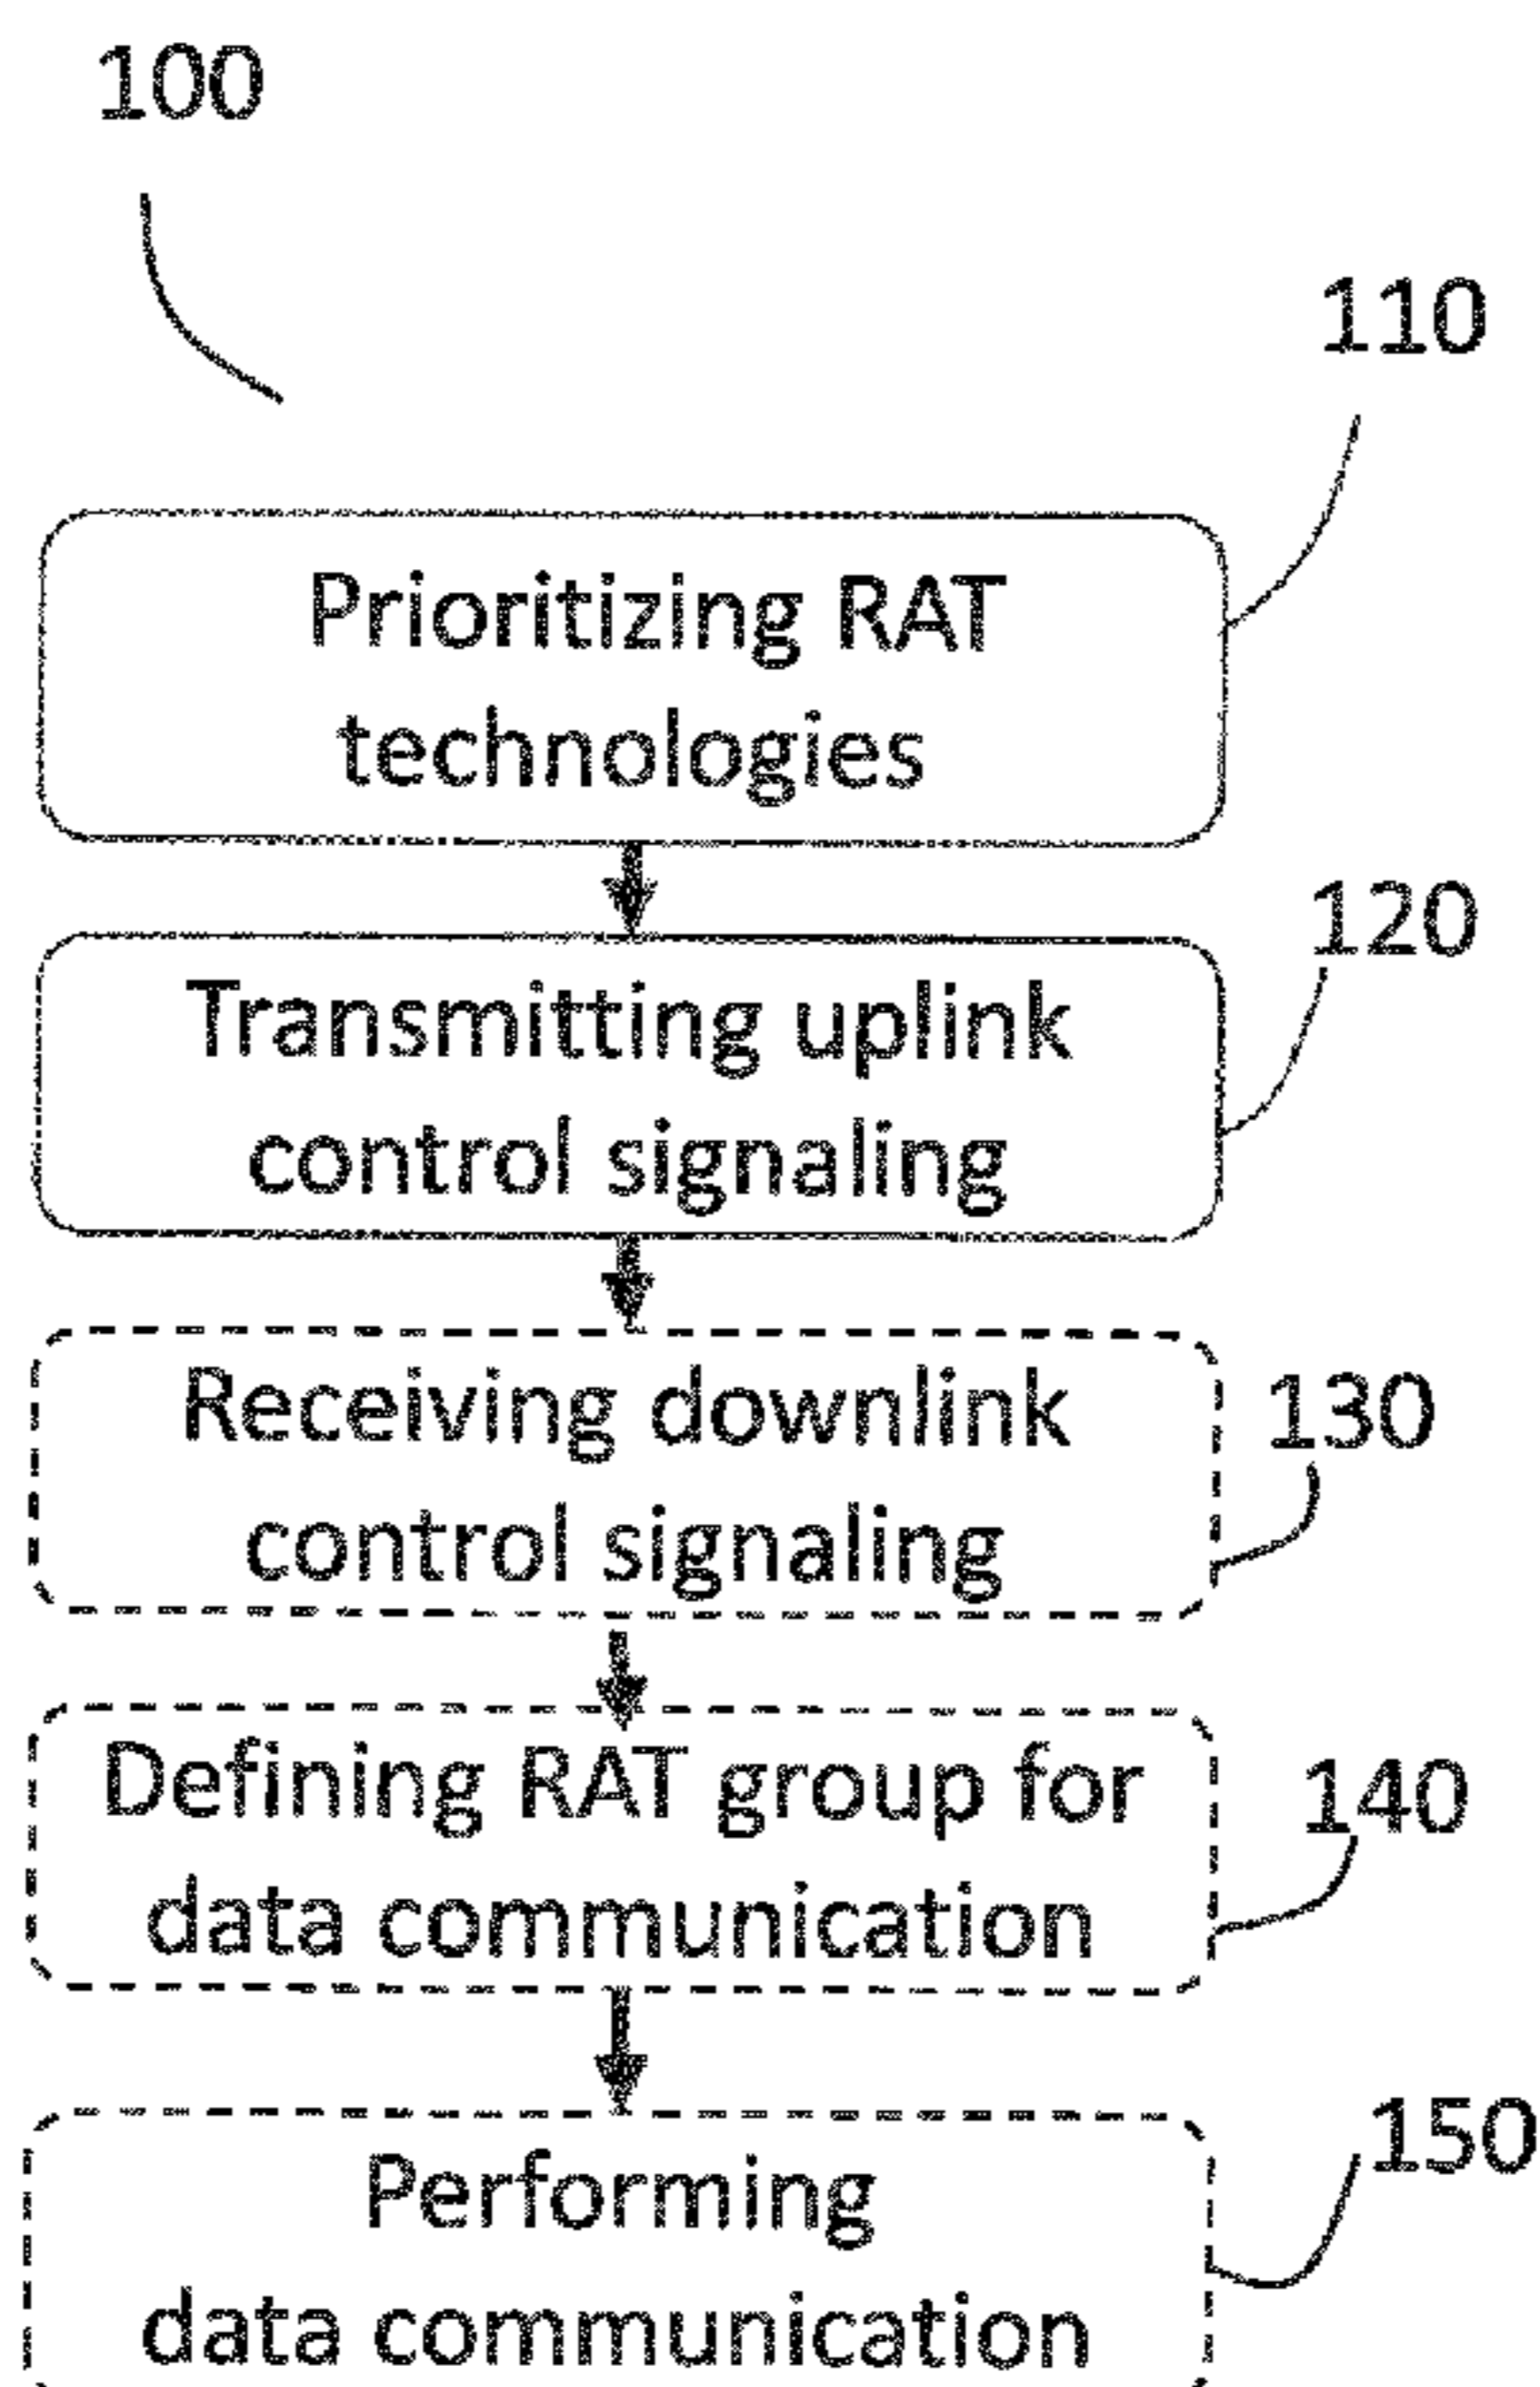 100
110
Prioritizing RAT
technologies
120
Transmitting uplink
control signaling
130
Receiving downlink
control signaling
140
Defining RAT group for
data communication
150
Performing
data communication